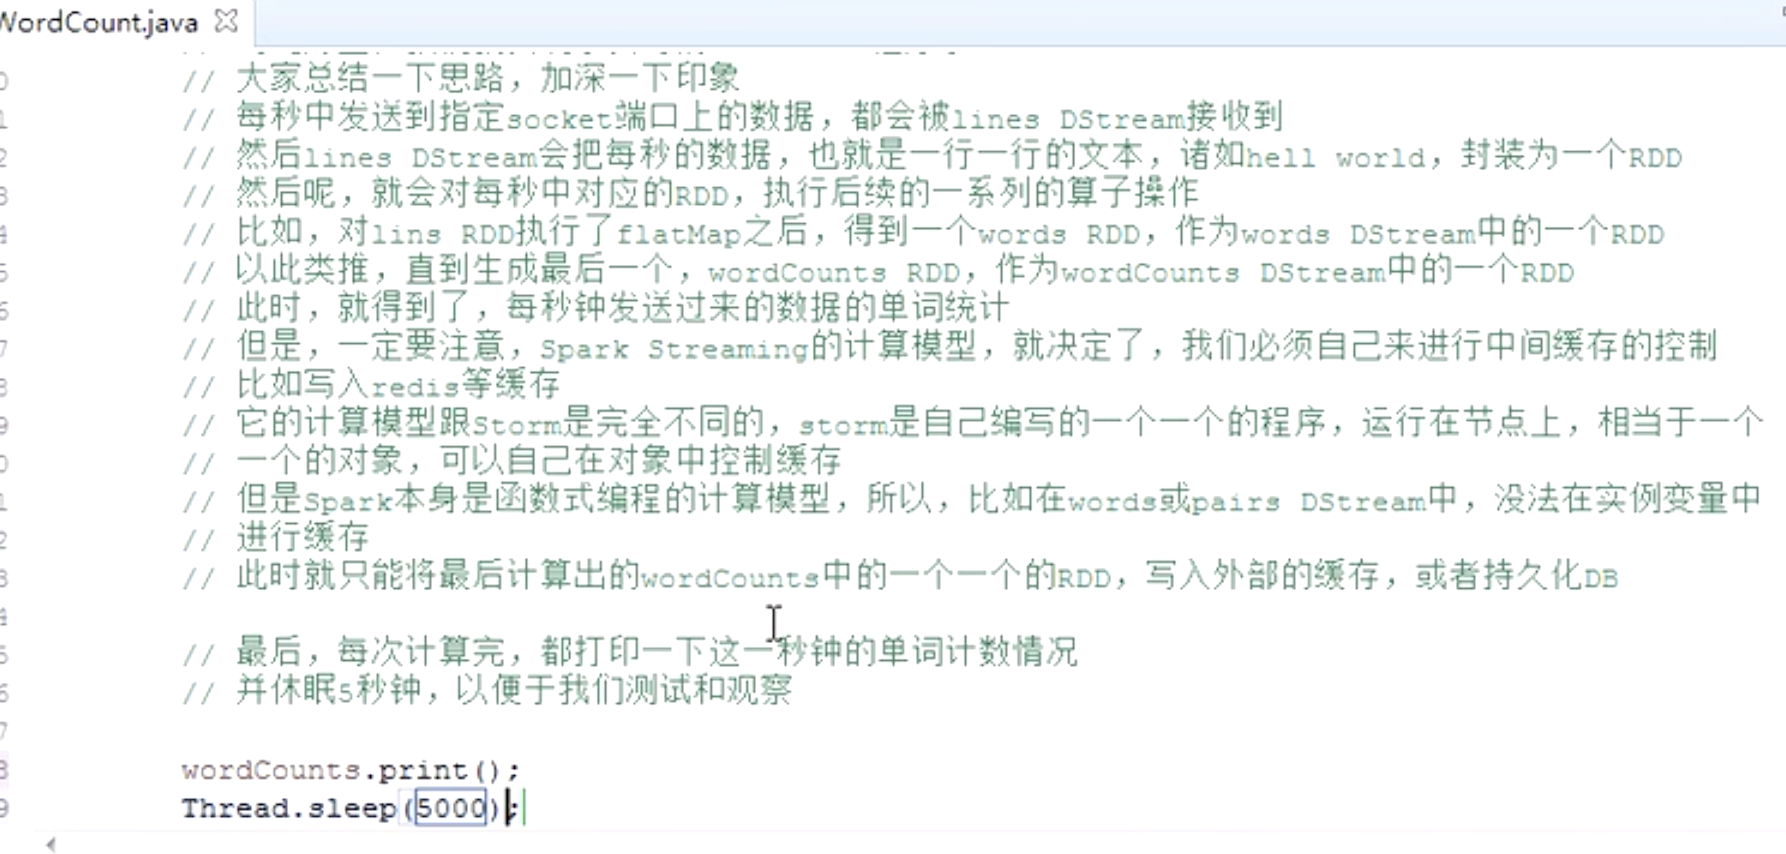 WordCount.java
// 大家总结一下思路，加深一下印象
// 每秒中发送到指定socket端口上的数据，都会被lines DStream接收到
// 然后lines DStream会把每秒的数据，也就是一行一行的文本，诸如hell world，封装为一个RDD
// 然后呢，就会对每秒中对应的RDD，执行后续的一系列的算子操作
// 比如，对lins RDD执行了flatMap之后，得到一个words RDD，作为words DStream中的一个RDD
// 以此类推，直到生成最后一个，wordCounts RDD，作为wordCounts DStream中的一个RDD
// 此时，就得到了，每秒钟发送过来的数据的单词统计
// 但是，一定要注意，Spark Streaming的计算模型，就决定了，我们必须自己来进行中间缓存的控制
// 比如写入redis等缓存
// 它的计算模型跟Storm是完全不同的，storm是自己编写的一个一个的程序，运行在节点上，相当于一个
// 一个的对象，可以自己在对象中控制缓存
// 但是Spark本身是函数式编程的计算模型，所以，比如在words或pairs DStream中，没法在实例变量中
// 进行缓存
// 此时就只能将最后计算出的wordCounts中的一个一个的RDD，写入外部的缓存，或者持久化DB
// 最后，每次计算完，都打印一下这一秒钟的单词计数情况
// 并休眠5秒钟，以便于我们测试和观察
wordCounts.print();
Thread.sleep(5000);